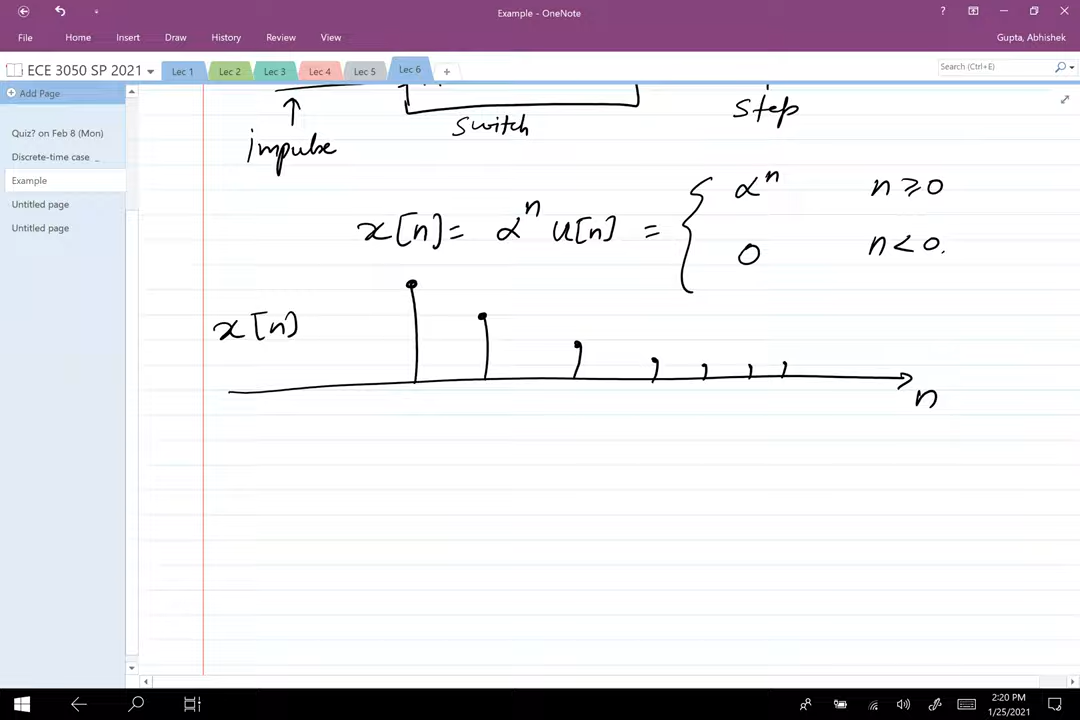 Example - OneNote
?
File Home Insert Draw History Review View
Gupta, Abhishek
ECE 3050 SP 2021
Lec 1 Lec 2 Lec 3 Lec 4 Lec 5 Lec 6 +
Search (Ctrl+E)
Add Page
Quiz? on Feb 8 (Mon)
Discrete-time case _
Example
Untitled page
Untitled page
↑
impulse
switch
step
x[n] = α^n u[n] = { α^n n ≥ 0
0 n < 0.
x[n]
n
2:20 PM
1/25/2021